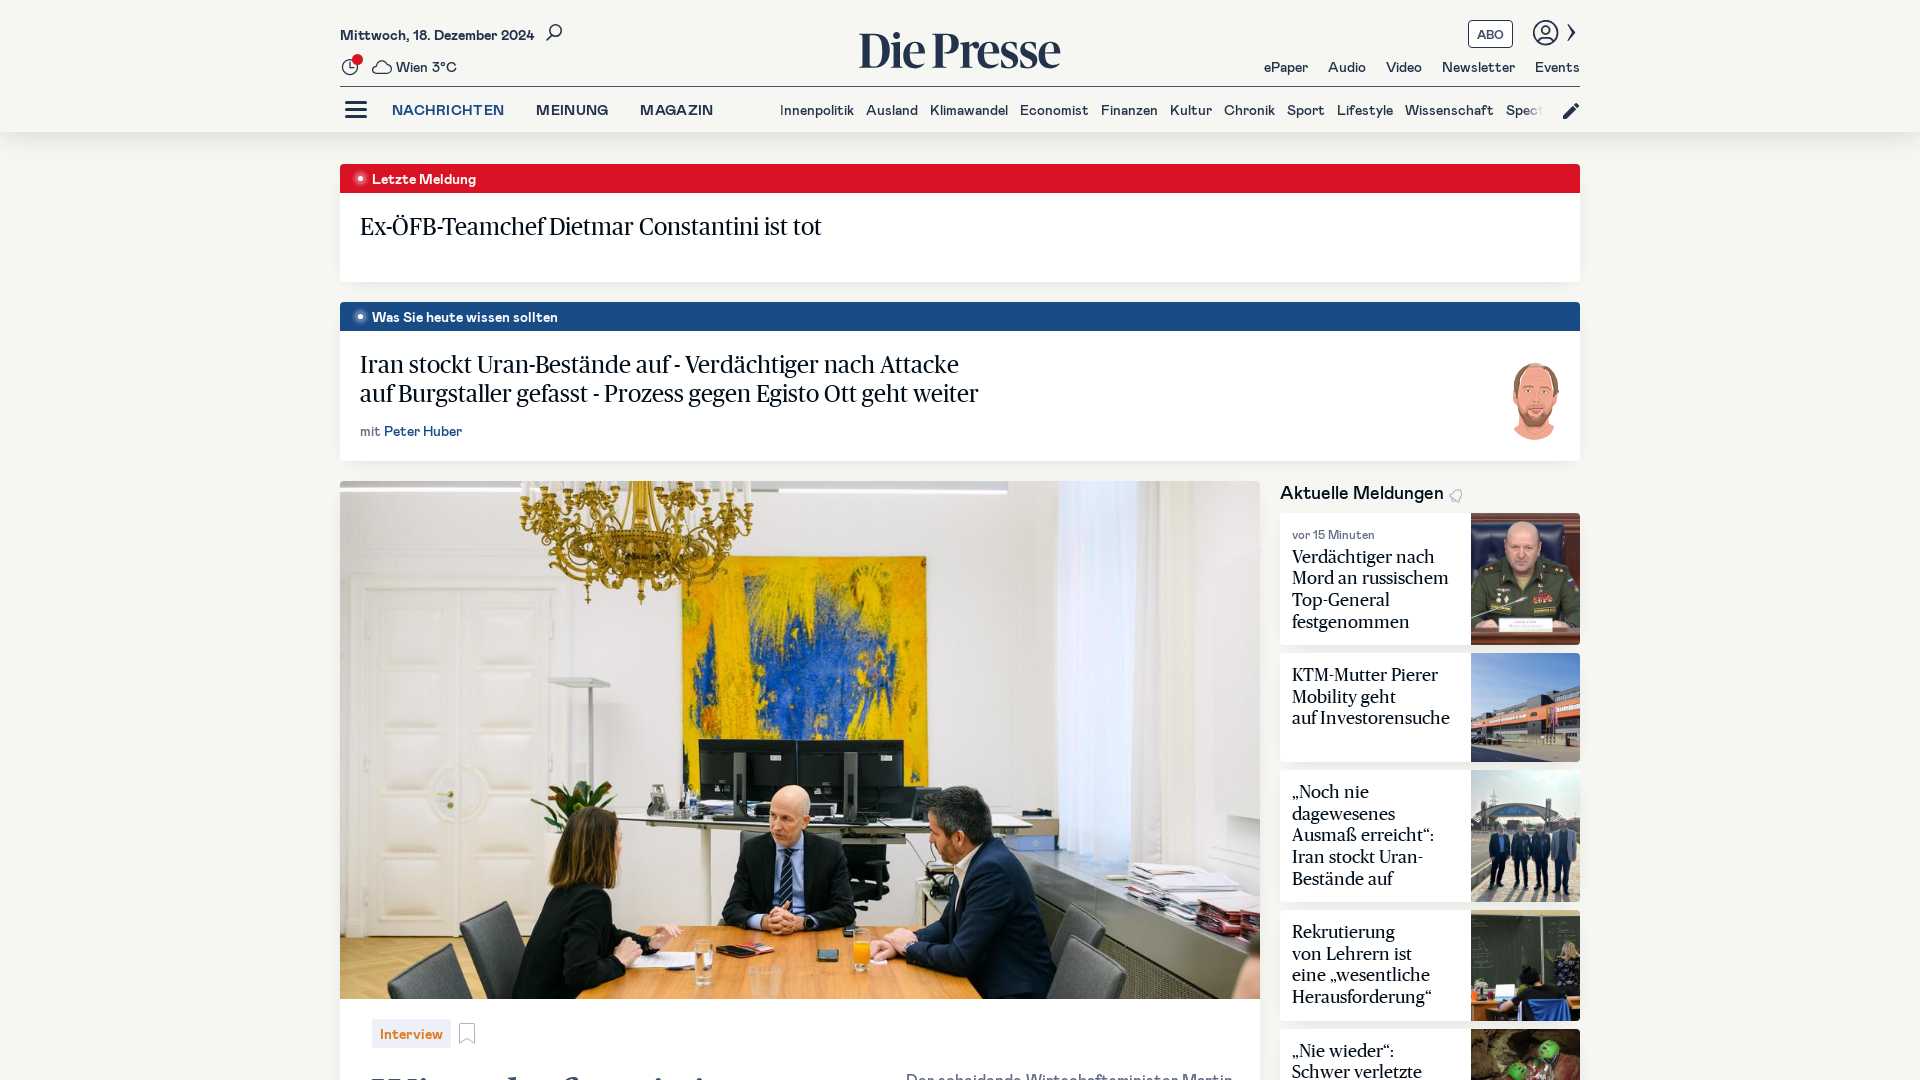 Mittwoch, 18. Dezember 2024
Die Presse
ABO
Wien 3°C
ePaper Audio Video Newsletter Events
NACHRICHTEN MEINUNG MAGAZIN
Innenpolitik Ausland Klimawandel Economist Finanzen Kultur Chronik Sport Lifestyle Wissenschaft Spect
Letzte Meldung
Ex-ÖFB-Teamchef Dietmar Constantini ist tot
Was Sie heute wissen sollten
Iran stockt Uran-Bestände auf - Verdächtiger nach Attacke
auf Burgstaller gefasst - Prozess gegen Egisto Ott geht weiter
mit Peter Huber
Interview
Der scheidende Wirtschaftsminister Martin
Aktuelle Meldungen
vor 15 Minuten
Verdächtiger nach
Mord an russischem
Top-General
festgenommen
KTM-Mutter Pierer
Mobility geht
auf Investorensuche
„Noch nie
dagewesenes
Ausmaß erreicht“:
Iran stockt Uran-
Bestände auf
Rekrutierung
von Lehrern ist
eine „wesentliche
Herausforderung“
„Nie wieder“:
Schwer verletzte